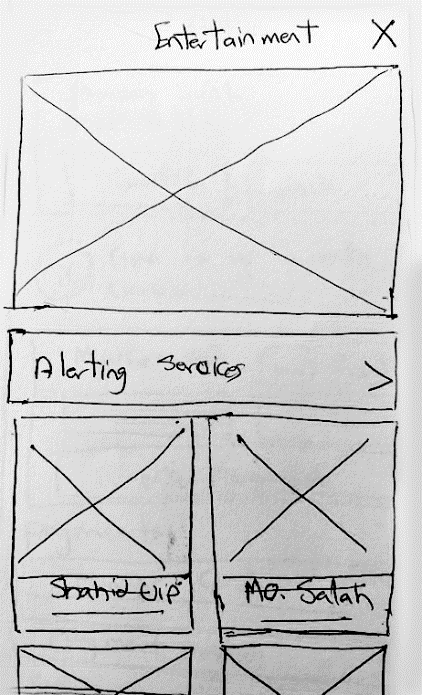 Entertainment X
Alerting Services >
Shahid Vip
Mo. Salah